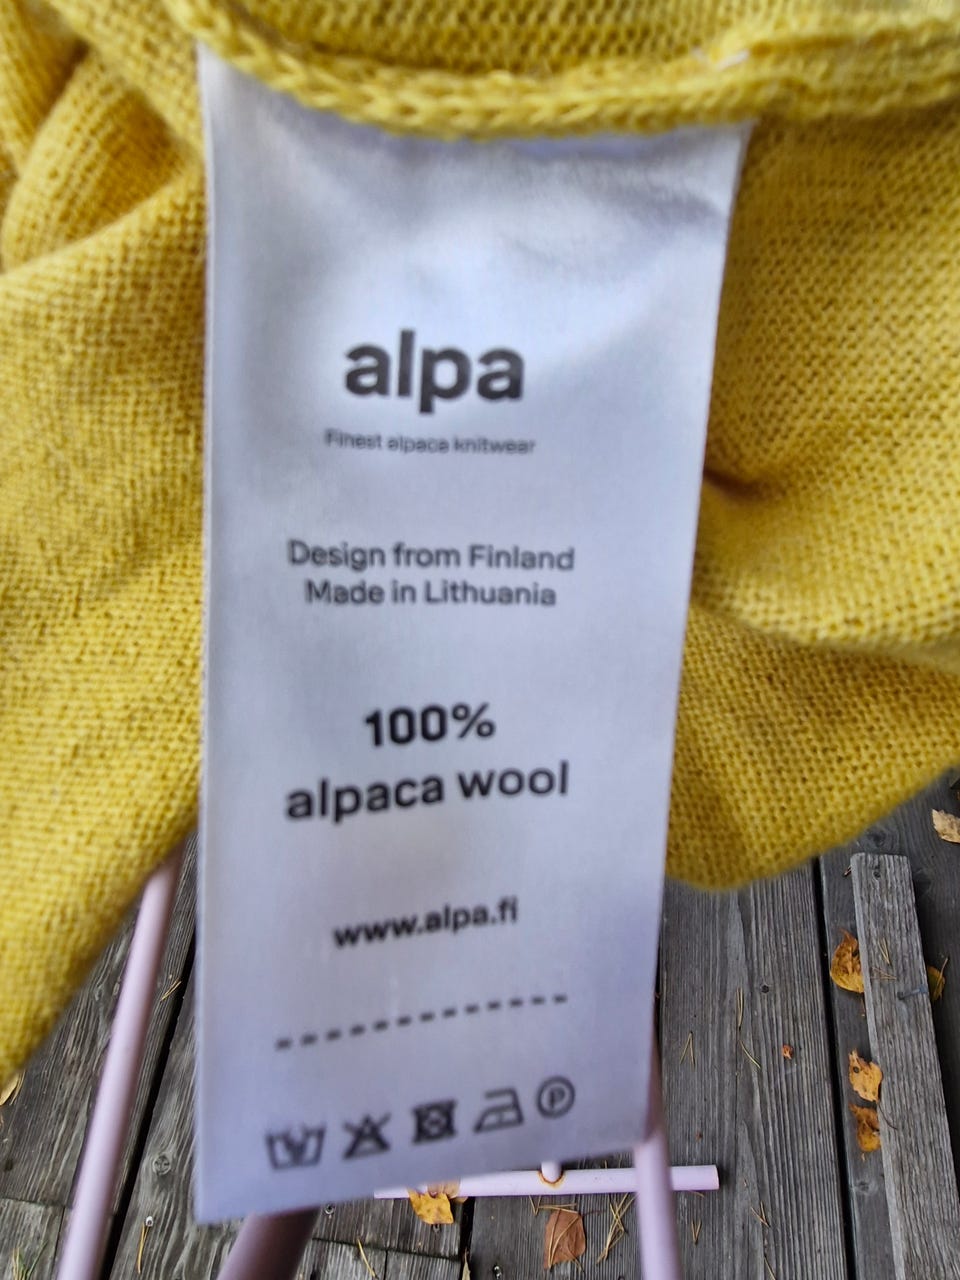 alpa
Finest alpaca knitwear
Design from Finland
Made in Lithuania
100%
alpaca wool
www.alpa.fi
P